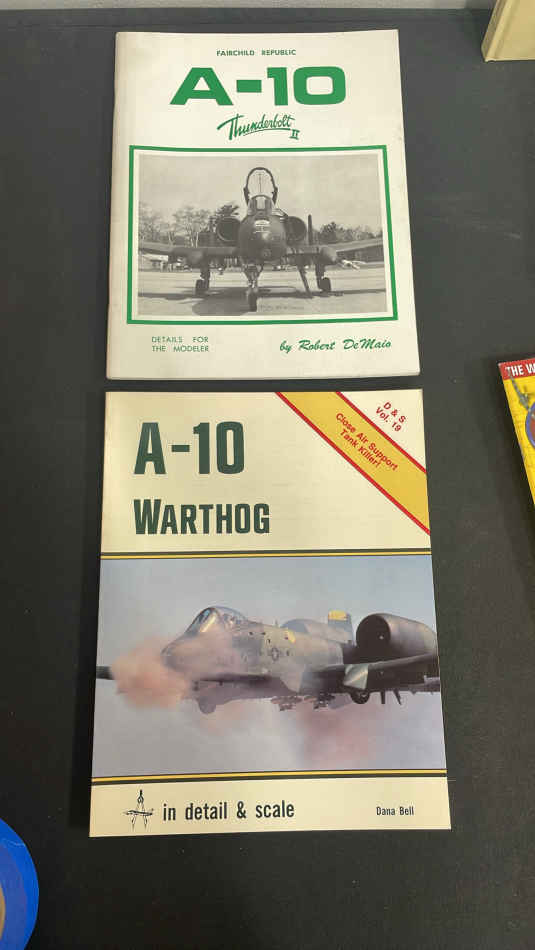 FAIRCHILD REPUBLIC
A-10
Thunderbolt
II
DETAILS FOR
THE MODELER
by Robert DeMaio
A-10
WARTHOG
D & S
Vol. 19
Close Air Support
Tank Killer!
in detail & scale
Dana Bell
THE W